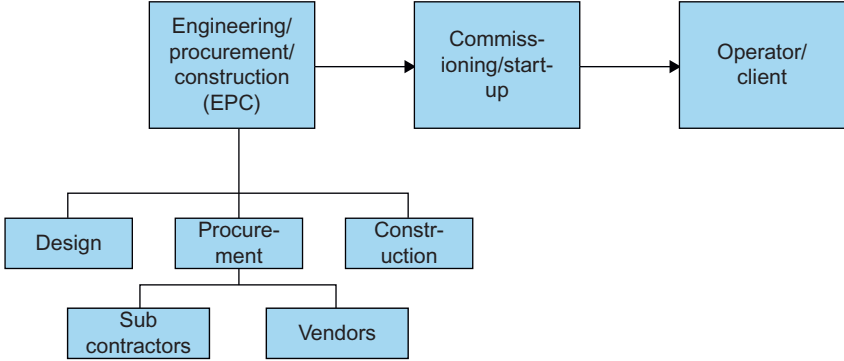 Engineering/
procurement/
construction
(EPC)
Commiss-
ioning/start-
up
Operator/
client
Design
Procure-
ment
Constr-
uction
Sub
contractors
Vendors